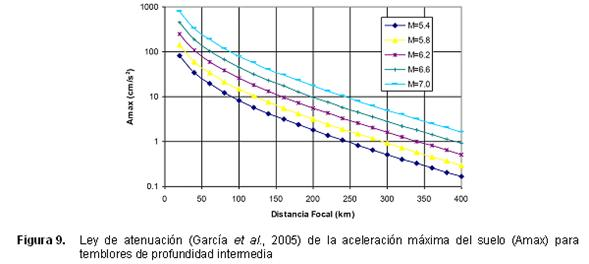 1000
100
10
1
0.1
Amax (cm/s²)
0 50 100 150 200 250 300 350 400
Distancia Focal (km)
M=5.4
M=5.8
M=6.2
M=6.6
M=7.0
Figura 9. Ley de atenuación (García et al., 2005) de la aceleración máxima del suelo (Amax) para
temblores de profundidad intermedia